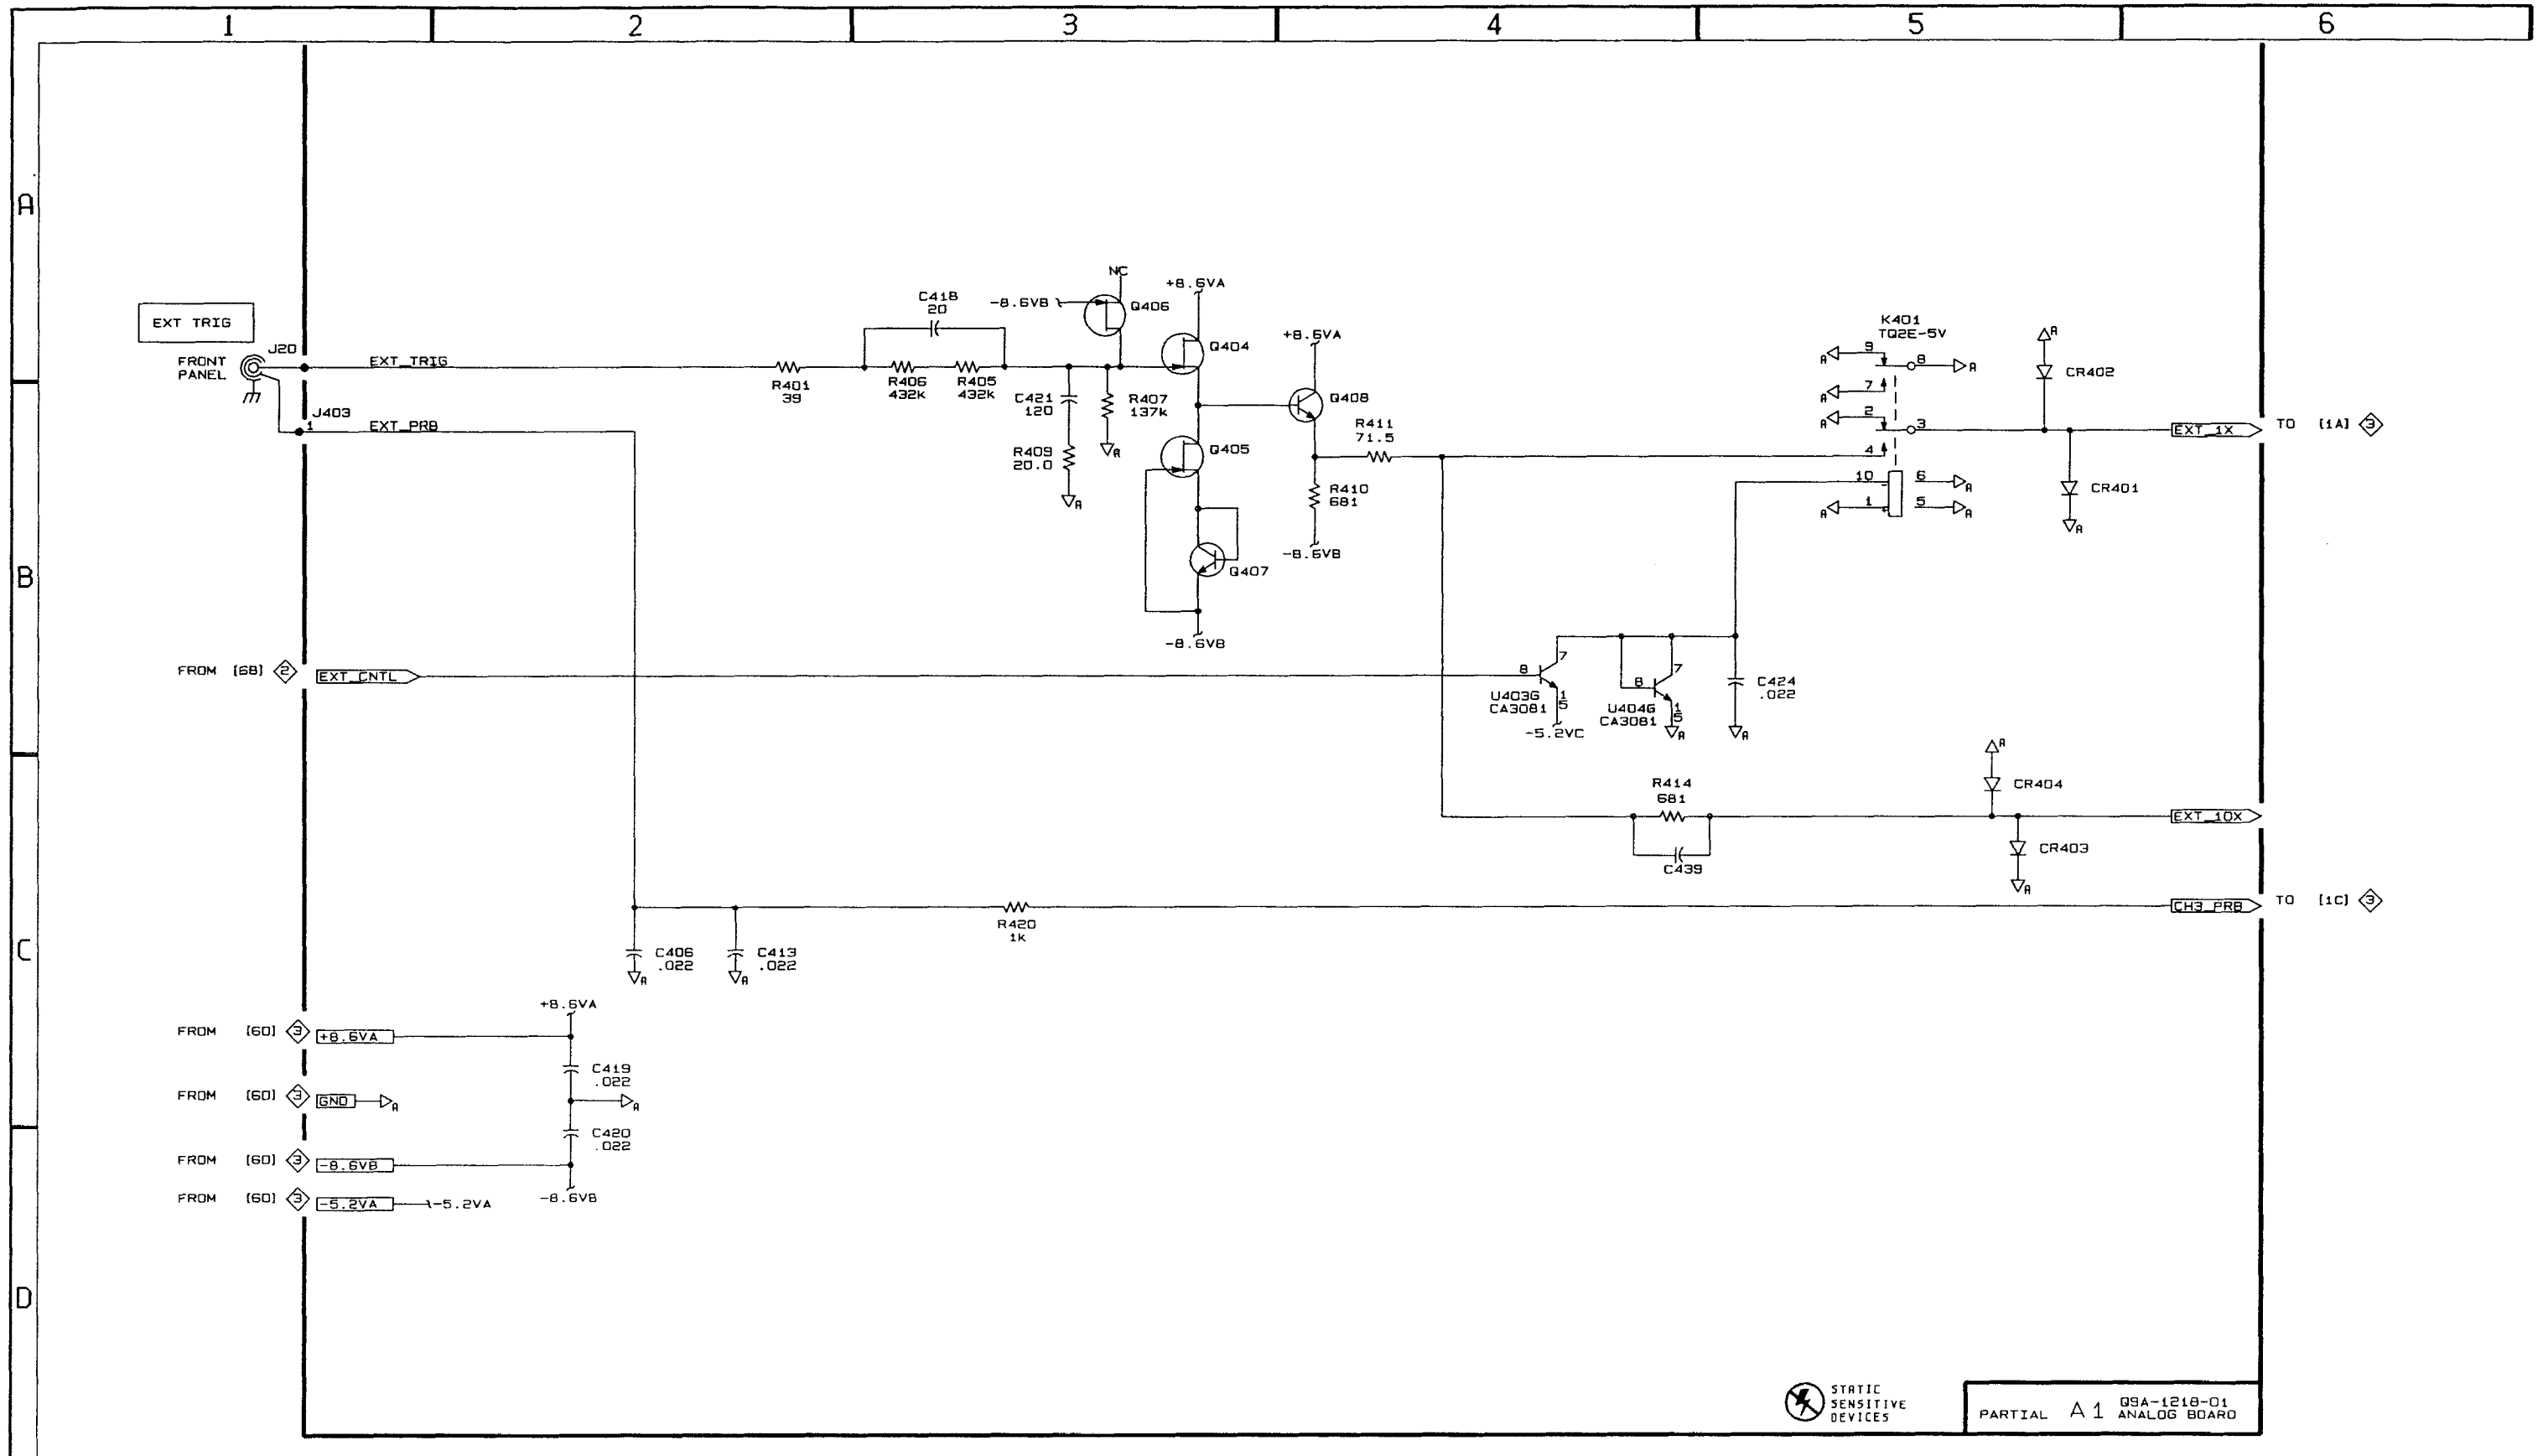 1 2 3 4 5 6
A
B
C
D
EXT TRIG
FRONT
PANEL
J20
EXT_TRIG
J403
1
EXT_PRB
R401
39
C418
20
R406
432K
R405
432K
NC
-8.6VB
Q406
+8.6VA
Q404
C421
120
R407
137K
R409
20.0
A
A
Q405
Q407
-8.6VB
+8.6VA
Q408
R411
71.5
R410
681
-8.6VB
K401
TQ2E-5V
A 9 8 A
A 7
A 2 3
4
10 6 A
A 1 5 A
A
CR402
CR401
A
EXT_1X
TO [1A] 3
FROM [6B] 2
EXT_CNTL
8 7
U403G
CA3081
1
5
-5.2VC
8 7
U404G
CA3081
1
5
A
C424
.022
A
R414
681
C439
A
CR404
CR403
A
EXT_10X
CH3_PRB
TO [1C] 3
R420
1K
C406
.022
A
C413
.022
A
+8.6VA
FROM [6D] 3 +8.6VA
C419
.022
FROM [6D] 3 GND A
A
C420
.022
FROM [6D] 3 -8.6VB
-8.6VB
FROM [6D] 3 -5.2VA -5.2VA
STATIC
SENSITIVE
DEVICES
PARTIAL A1 Q9A-1218-01
ANALOG BOARD